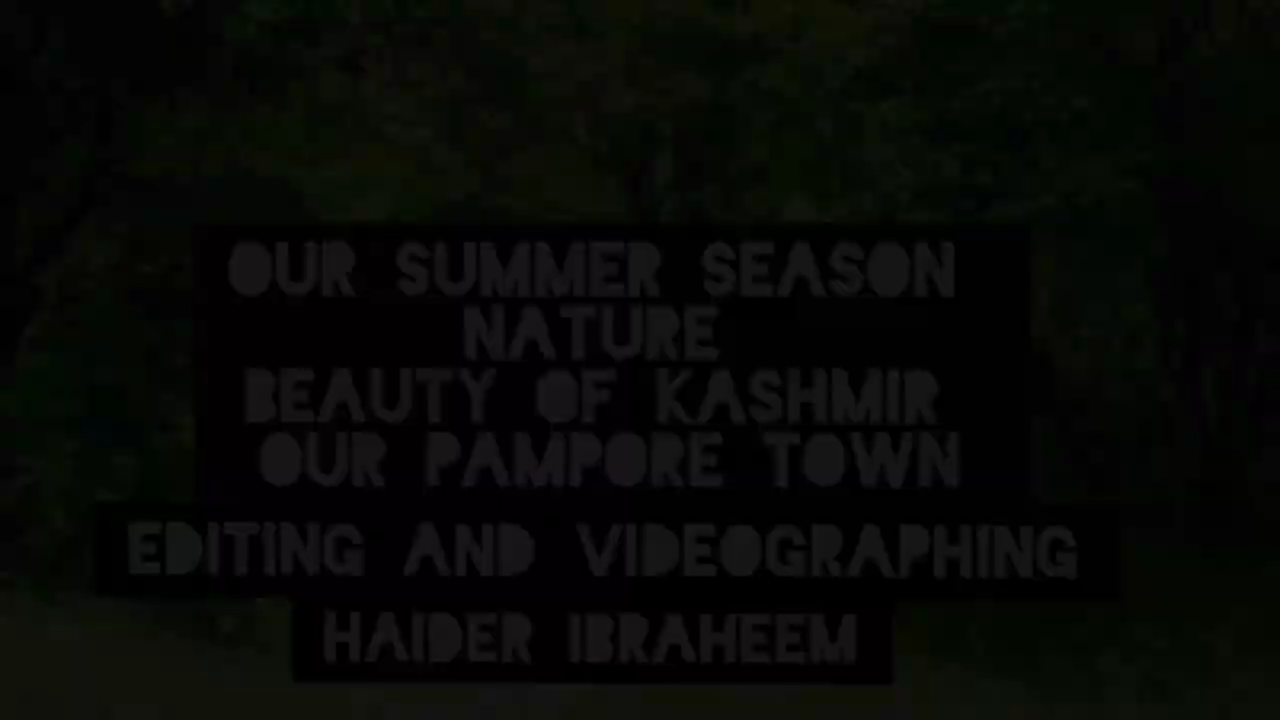 OUR SUMMER SEASON
NATURE
BEAUTY OF KASHMIR
OUR PAMPORE TOWN
EDITING AND VIDEOGRAPHING
HAIDER IBRAHEEM